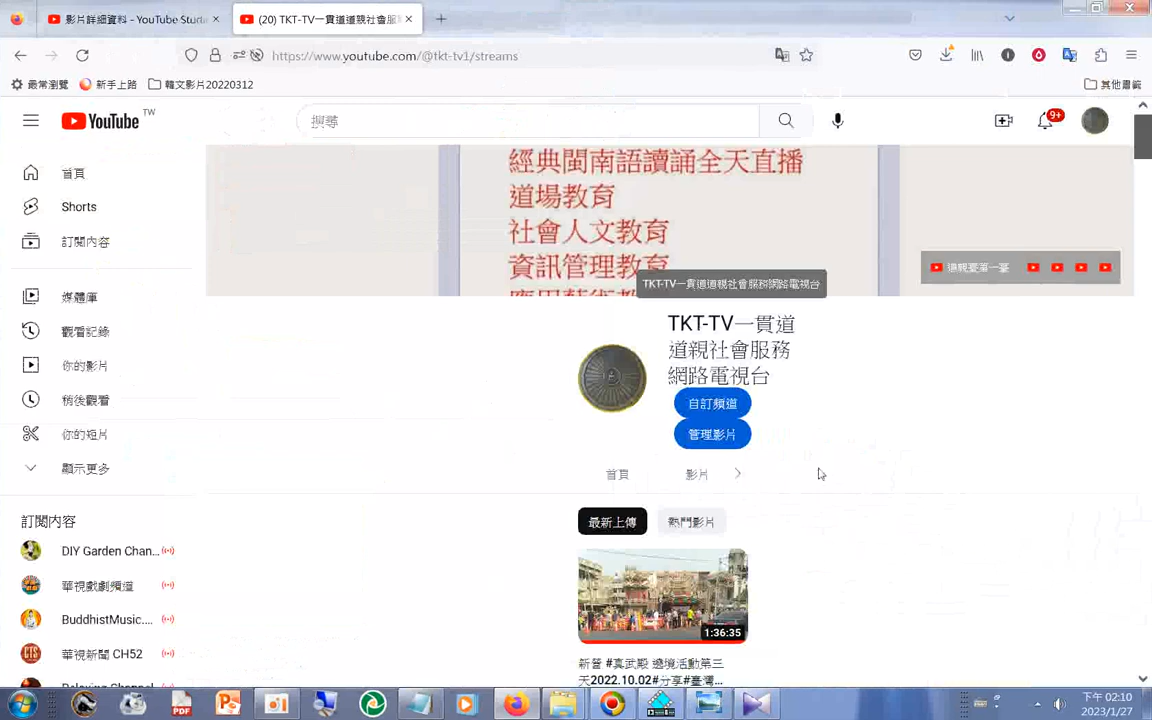 影片詳細資料 - YouTube Stud
(20) TKT-TV一貫道道親社會服
https://www.youtube.com/@tkt-tv1/streams
最常瀏覽
新手上路
韓文影片20220312
其他書籤
YouTube TW
搜尋
9+
首頁
Shorts
訂閱內容
媒體庫
觀看記錄
你的影片
稍後觀看
你的短片
顯示更多
訂閱內容
DIY Garden Chan...
華視戲劇頻道
BuddhistMusic....
華視新聞 CH52
經典閩南語讀誦全天直播
道場教育
社會人文教育
資訊管理教育
TKT-TV一貫道道親社會服務網路電視台
TKT-TV一貫道
道親社會服務
網路電視台
自訂頻道
管理影片
首頁
影片
最新上傳
熱門影片
1:36:35
新營 #真武殿 遶境活動第三
天2022.10.02#分享#臺灣...
PDF
下午 02:10
2023/1/27